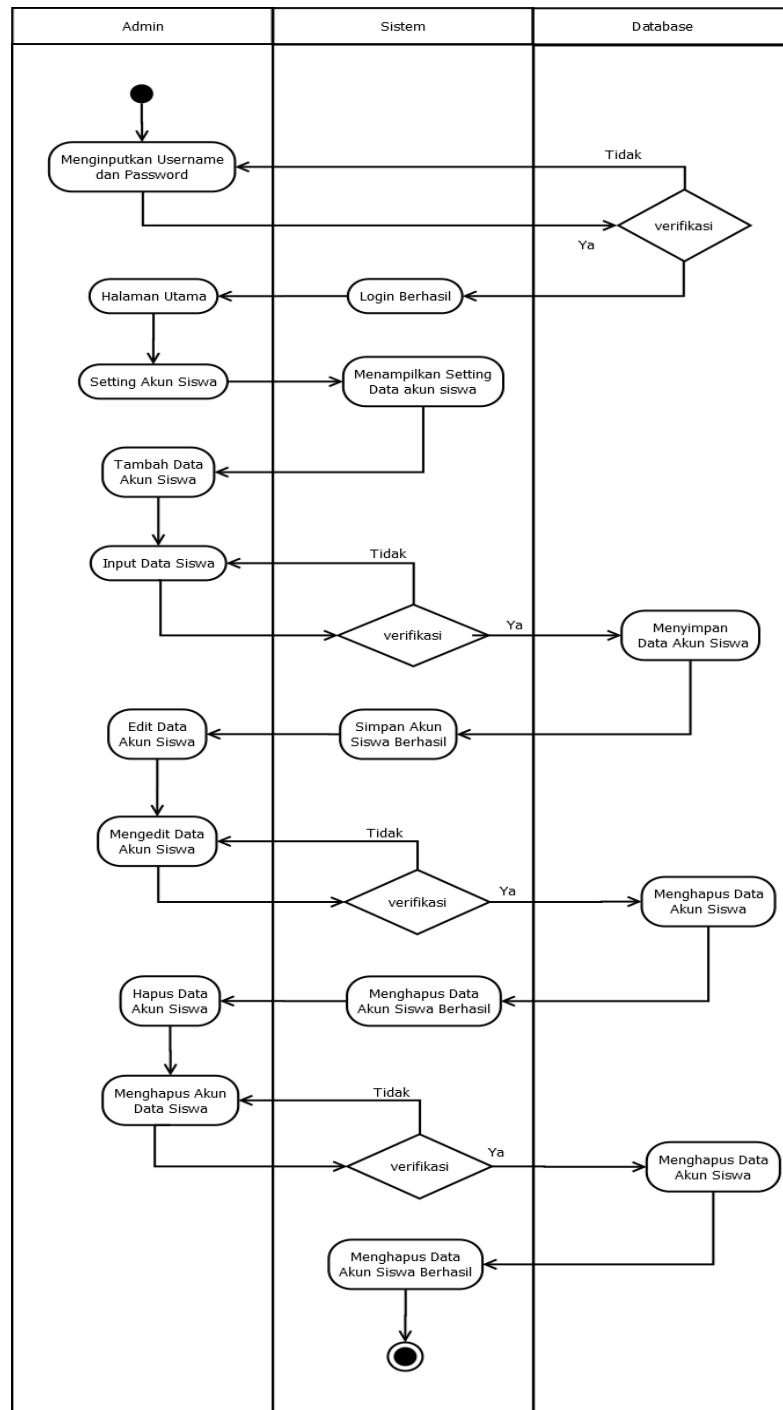 Admin
Sistem
Database
Tidak
Menginputkan Username
dan Password
verifikasi
Ya
Halaman Utama
Login Berhasil
Setting Akun Siswa
Menampilkan Setting
Data akun siswa
Tambah Data
Akun Siswa
Tidak
Input Data Siswa
verifikasi
Ya
Menyimpan
Data Akun Siswa
Edit Data
Akun Siswa
Simpan Akun
Siswa Berhasil
Tidak
Mengedit Data
Akun Siswa
verifikasi
Ya
Menghapus Data
Akun Siswa
Hapus Data
Akun Siswa
Menghapus Data
Akun Siswa Berhasil
Tidak
Menghapus Akun
Data Siswa
verifikasi
Ya
Menghapus Data
Akun Siswa
Menghapus Data
Akun Siswa Berhasil